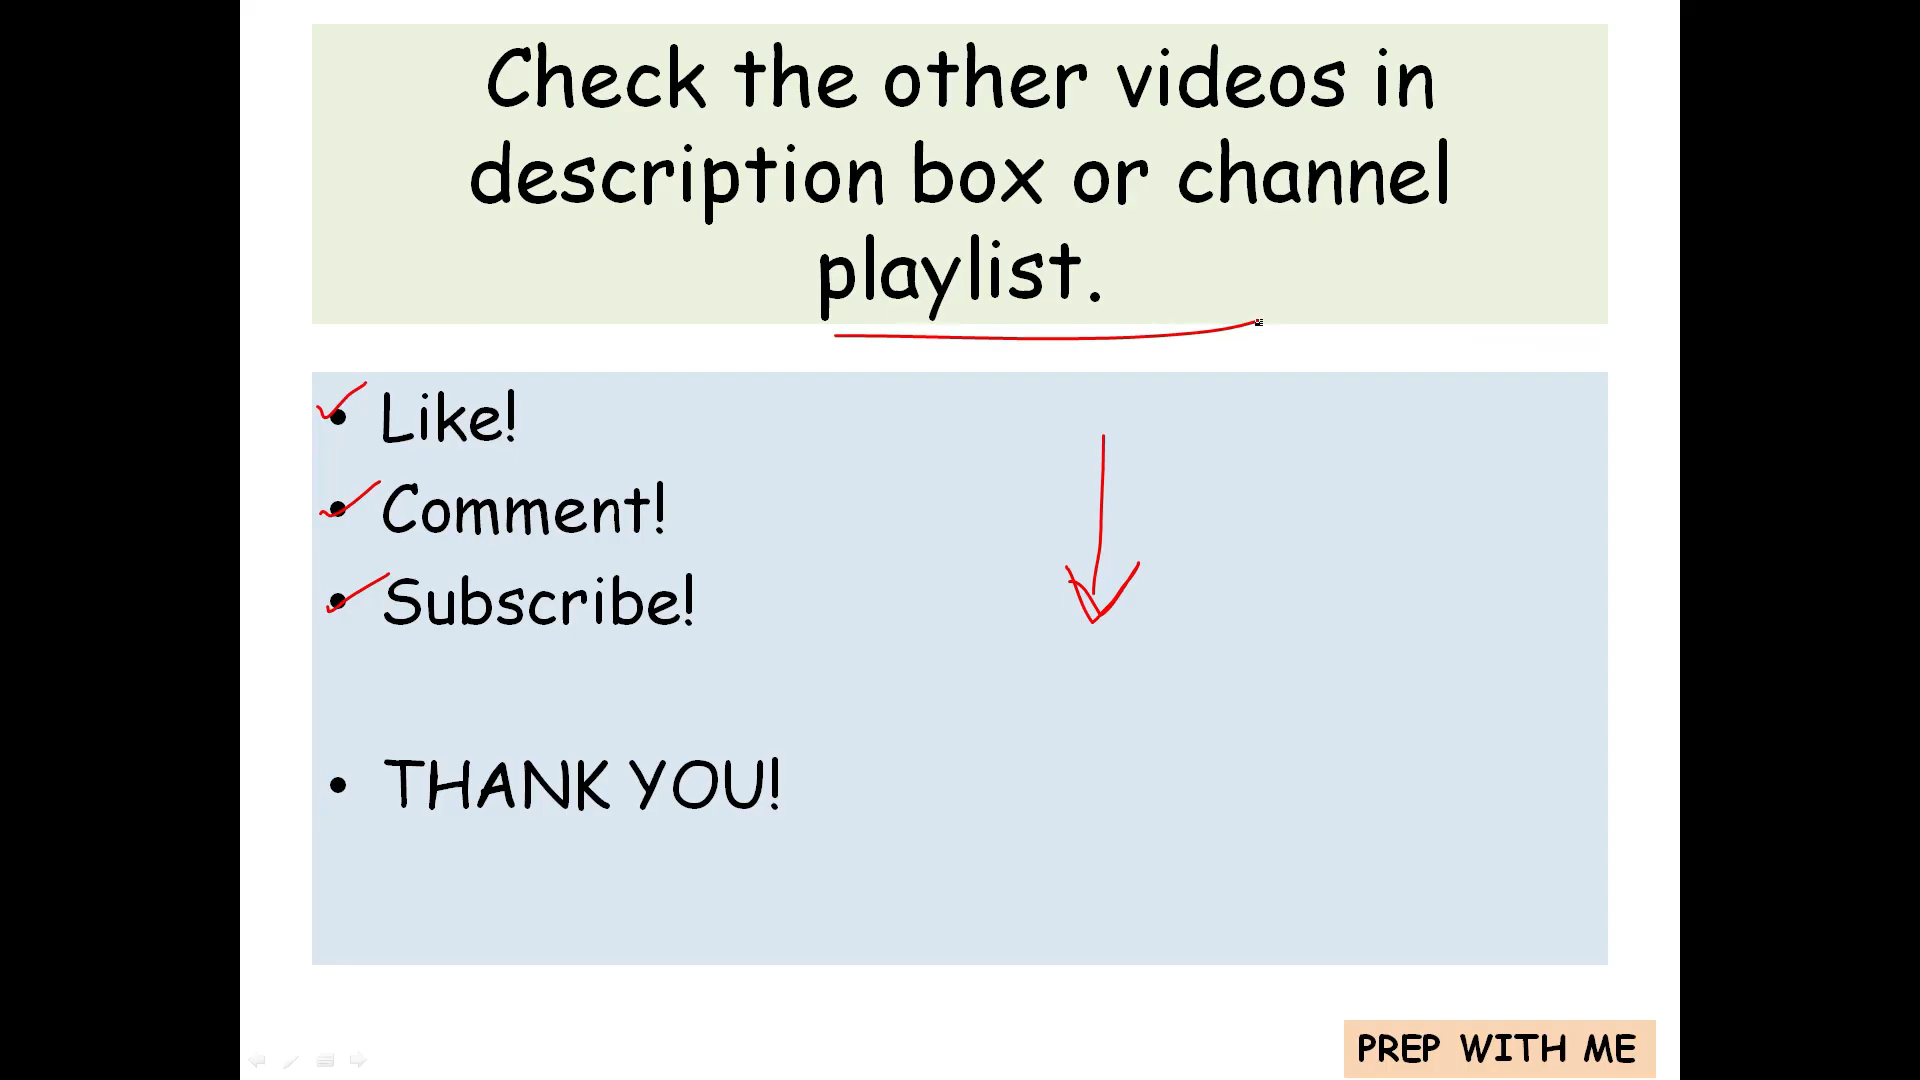 Check the other videos in
description box or channel
playlist.
• Like!
• Comment!
• Subscribe!
• THANK YOU!
PREP WITH ME